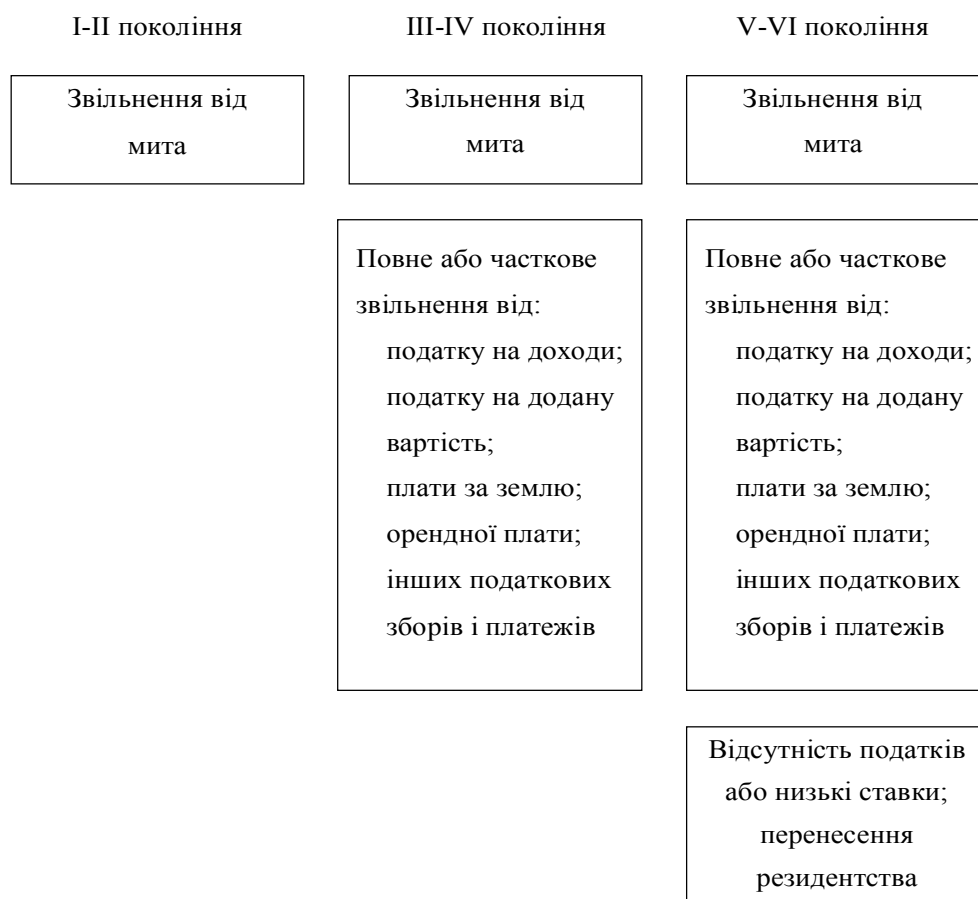 I-II покоління
III-IV покоління
V-VI покоління
Звільнення від
мита
Звільнення від
мита
Звільнення від
мита
Повне або часткове
звільнення від:
податку на доходи;
податку на додану
вартість;
плати за землю;
орендної плати;
інших податкових
зборів і платежів
Повне або часткове
звільнення від:
податку на доходи;
податку на додану
вартість;
плати за землю;
орендної плати;
інших податкових
зборів і платежів
Відсутність податків
або низькі ставки;
перенесення
резидентства